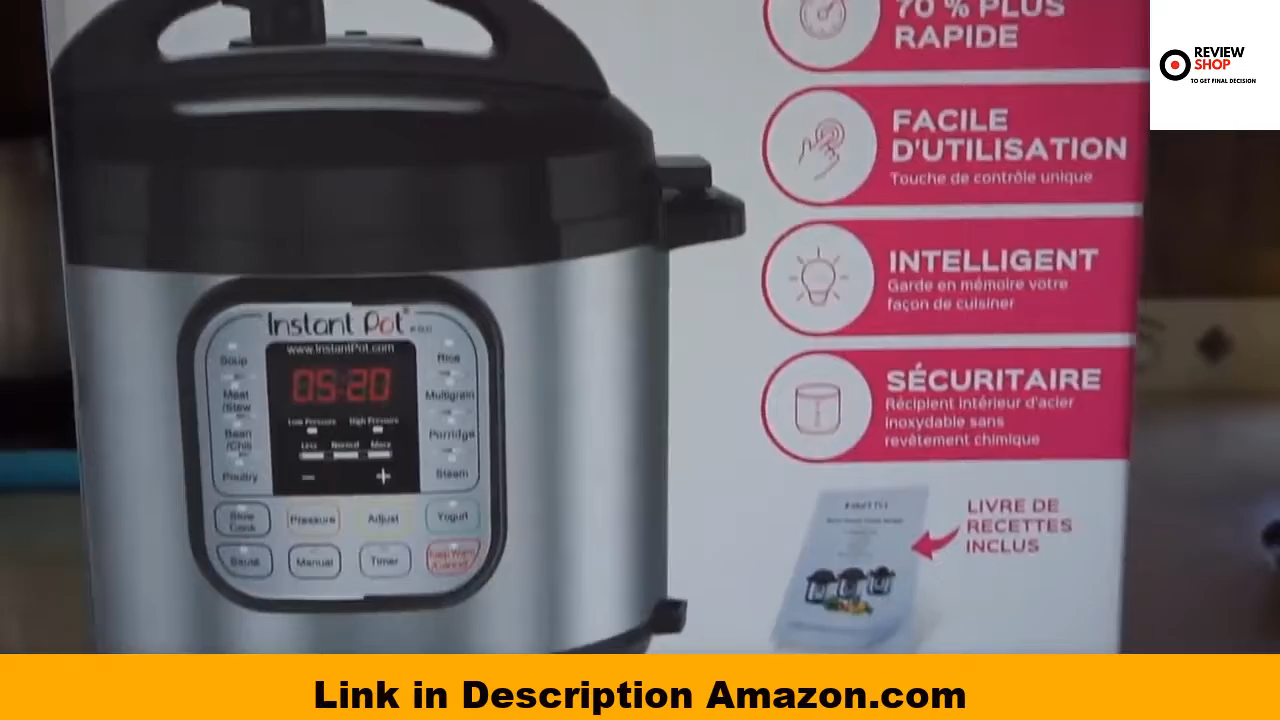 70 % PLUS
RAPIDE
REVIEW
SHOP
TO GET FINAL DECISION
FACILE
D'UTILISATION
Touche de contrôle unique
INTELLIGENT
Garde en mémoire votre
façon de cuisiner
SÉCURITAIRE
Récipient intérieur d'acier
inoxydable sans
revêtement chimique
LIVRE DE
RECETTES
INCLUS
Instant Pot
www.InstantPot.com
05:20
Low Pressure High Pressure
Less Normal More
− +
Soup
Meat
/Stew
Bean
/Chili
Poultry
Rice
Multigrain
Porridge
Steam
Slow
Cook
Pressure
Adjust
Yogurt
Sauté
Manual
Timer
Keep Warm
/Cancel
Link in Description Amazon.com